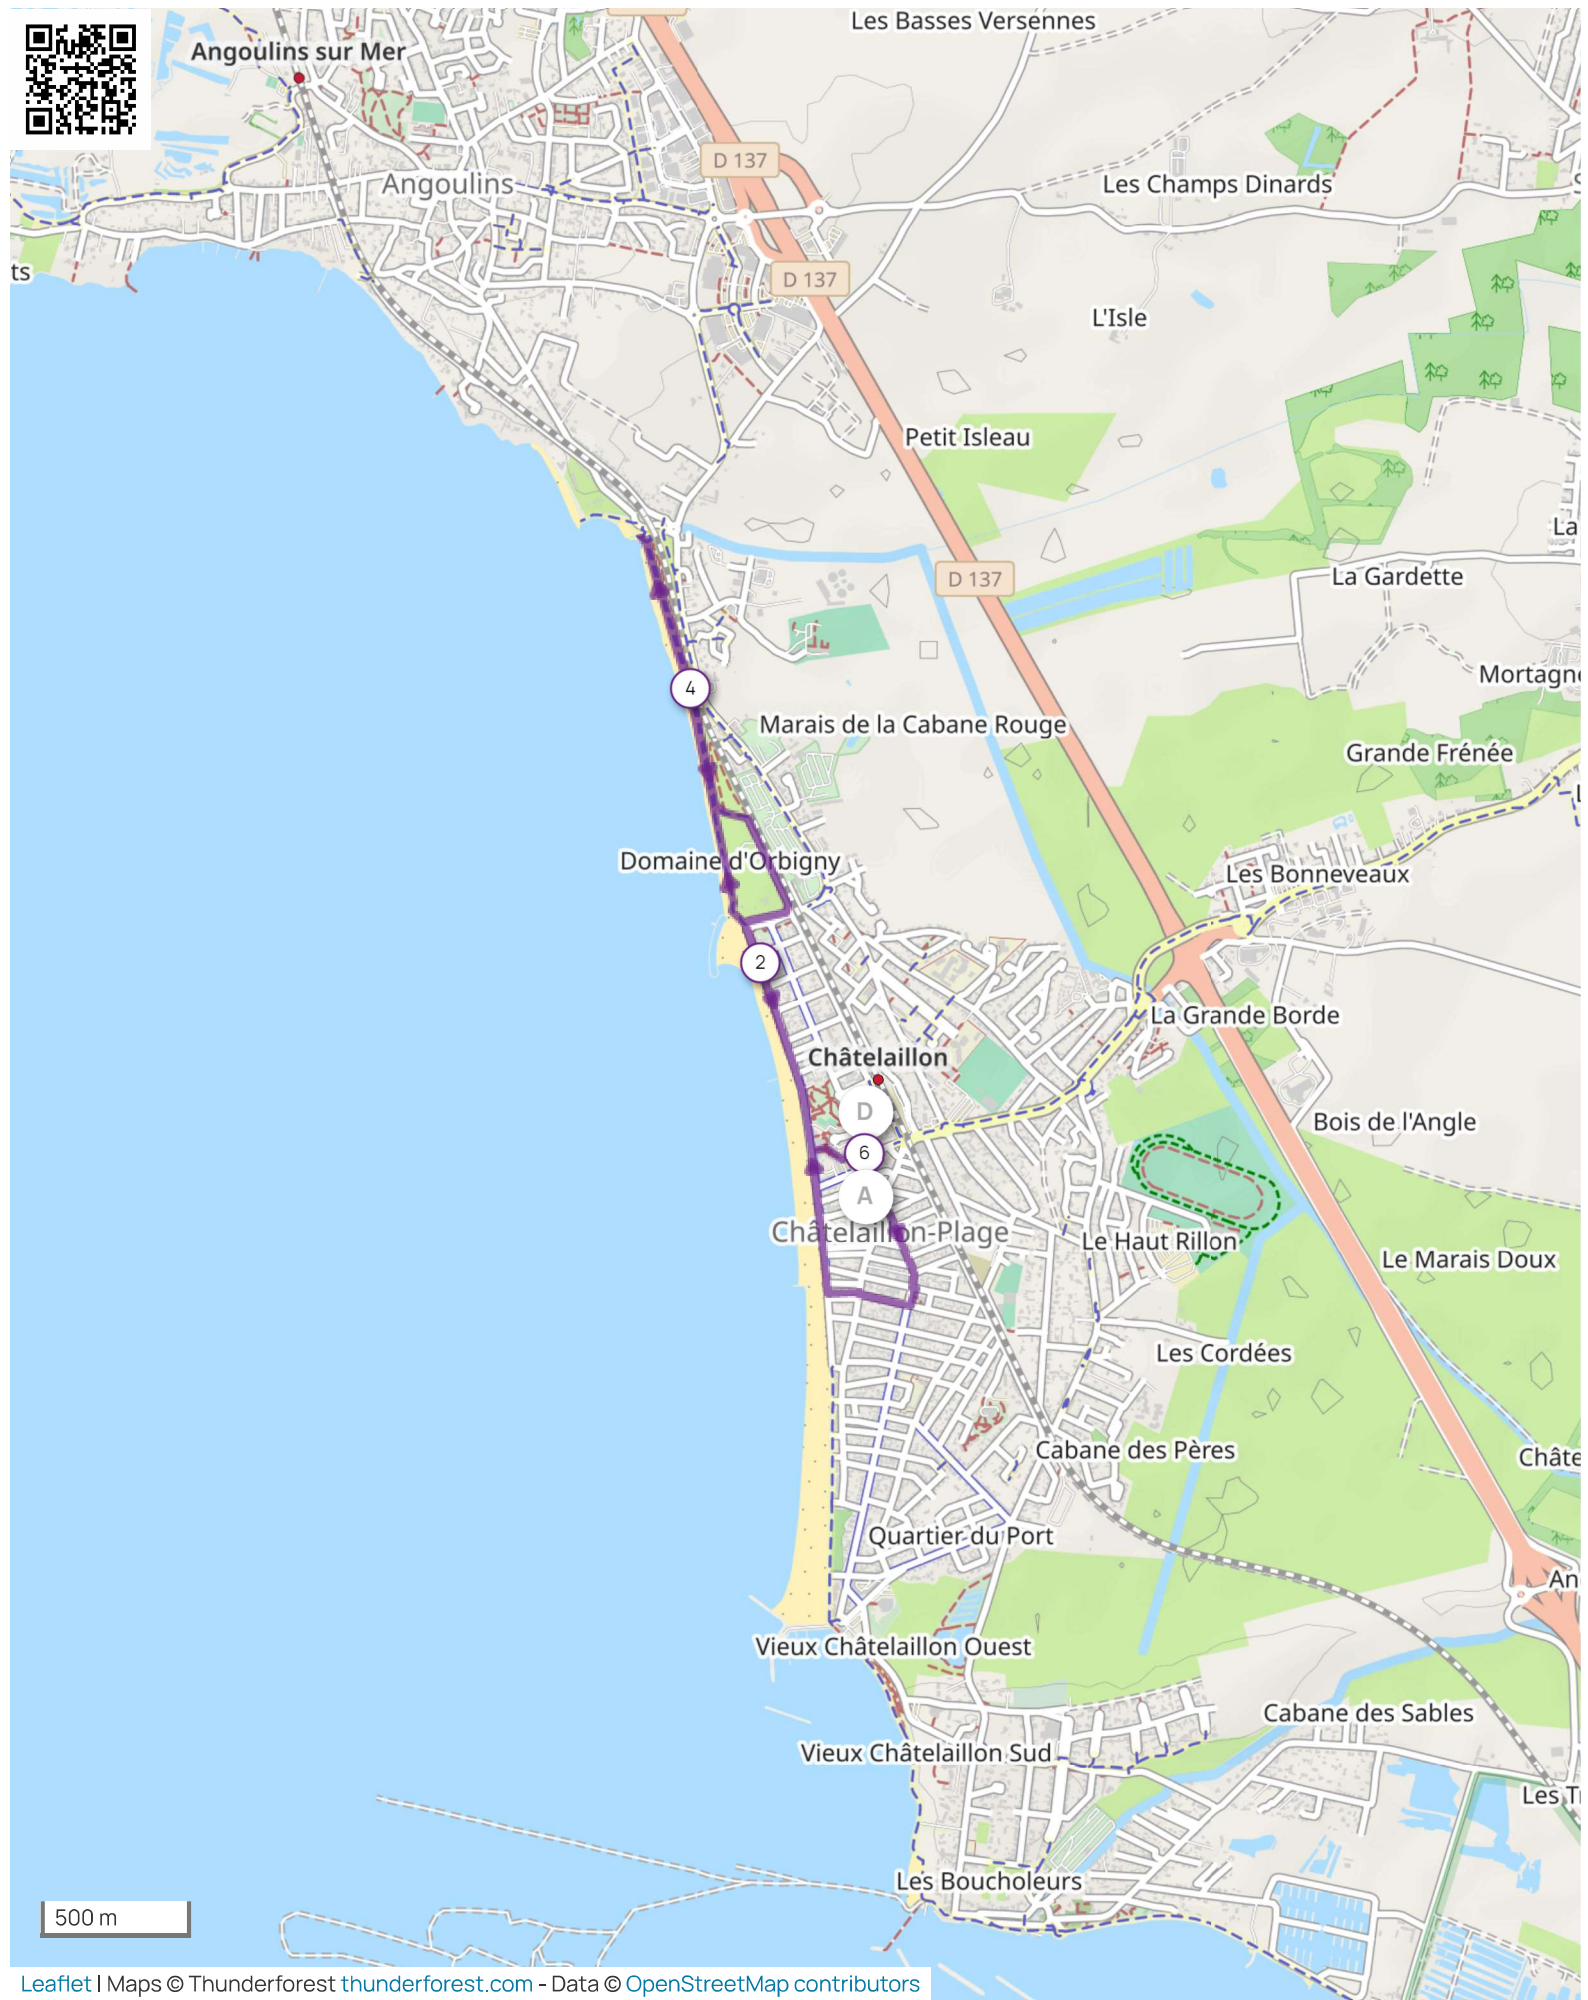 Les Basses Versennes
Angoulins sur Mer
D 137
Angoulins
Les Champs Dinards
ts
D 137
L'Isle
Petit Isleau
La
D 137
La Gardette
Mortagn
4
Marais de la Cabane Rouge
Grande Frénée
Domaine d'Orbigny
Les Bonneveaux
2
La Grande Borde
Châtelaillon
D
Bois de l'Angle
6
A
Châtelaillon-Plage
Le Haut Rillon
Le Marais Doux
Les Cordées
Cabane des Pères
Châte
Quartier du Port
An
Vieux Châtelaillon Ouest
Cabane des Sables
Vieux Châtelaillon Sud
Les T
Les Boucholeurs
500 m
Leaflet | Maps © Thunderforest thunderforest.com - Data © OpenStreetMap contributors